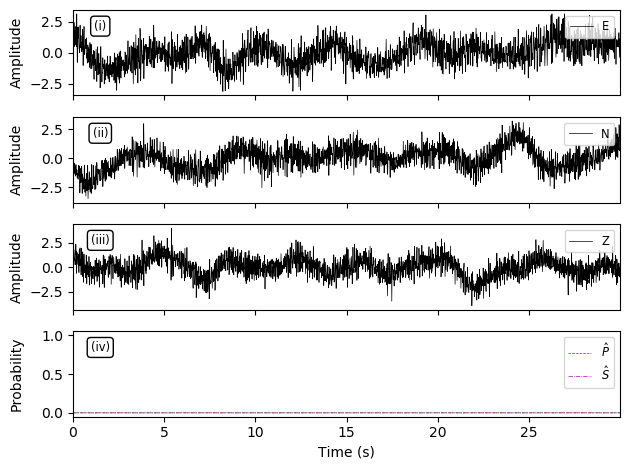 2.5
0.0
−2.5
Amplitude
(i)
E
2.5
0.0
−2.5
Amplitude
(ii)
N
2.5
0.0
−2.5
Amplitude
(iii)
Z
1.0
0.5
0.0
Probability
(iv)
P̂
Ŝ
0 5 10 15 20 25
Time (s)